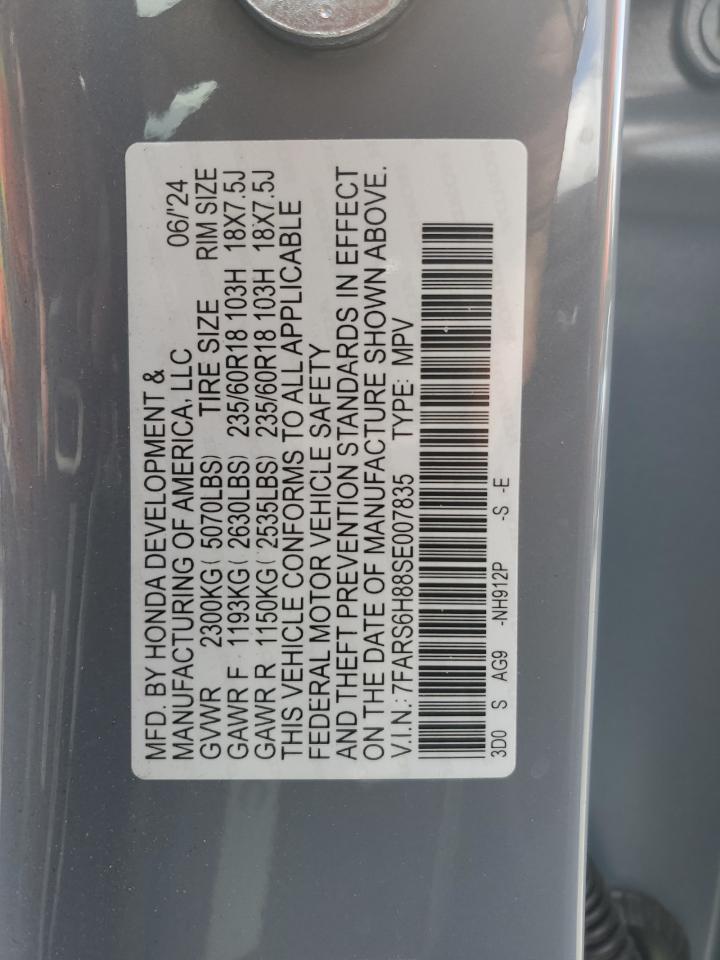 MFD. BY HONDA DEVELOPMENT &
MANUFACTURING OF AMERICA, LLC 06/'24
GVWR 2300KG( 5070LBS) TIRE SIZE RIM SIZE
GAWR F 1193KG( 2630LBS) 235/60R18 103H 18X7.5J
GAWR R 1150KG( 2535LBS) 235/60R18 103H 18X7.5J
THIS VEHICLE CONFORMS TO ALL APPLICABLE
FEDERAL MOTOR VEHICLE SAFETY
AND THEFT PREVENTION STANDARDS IN EFFECT
ON THE DATE OF MANUFACTURE SHOWN ABOVE.
V.I.N.: 7FARS6H88SE007835 TYPE: MPV
3D0 S AG9 -NH912P -S -E